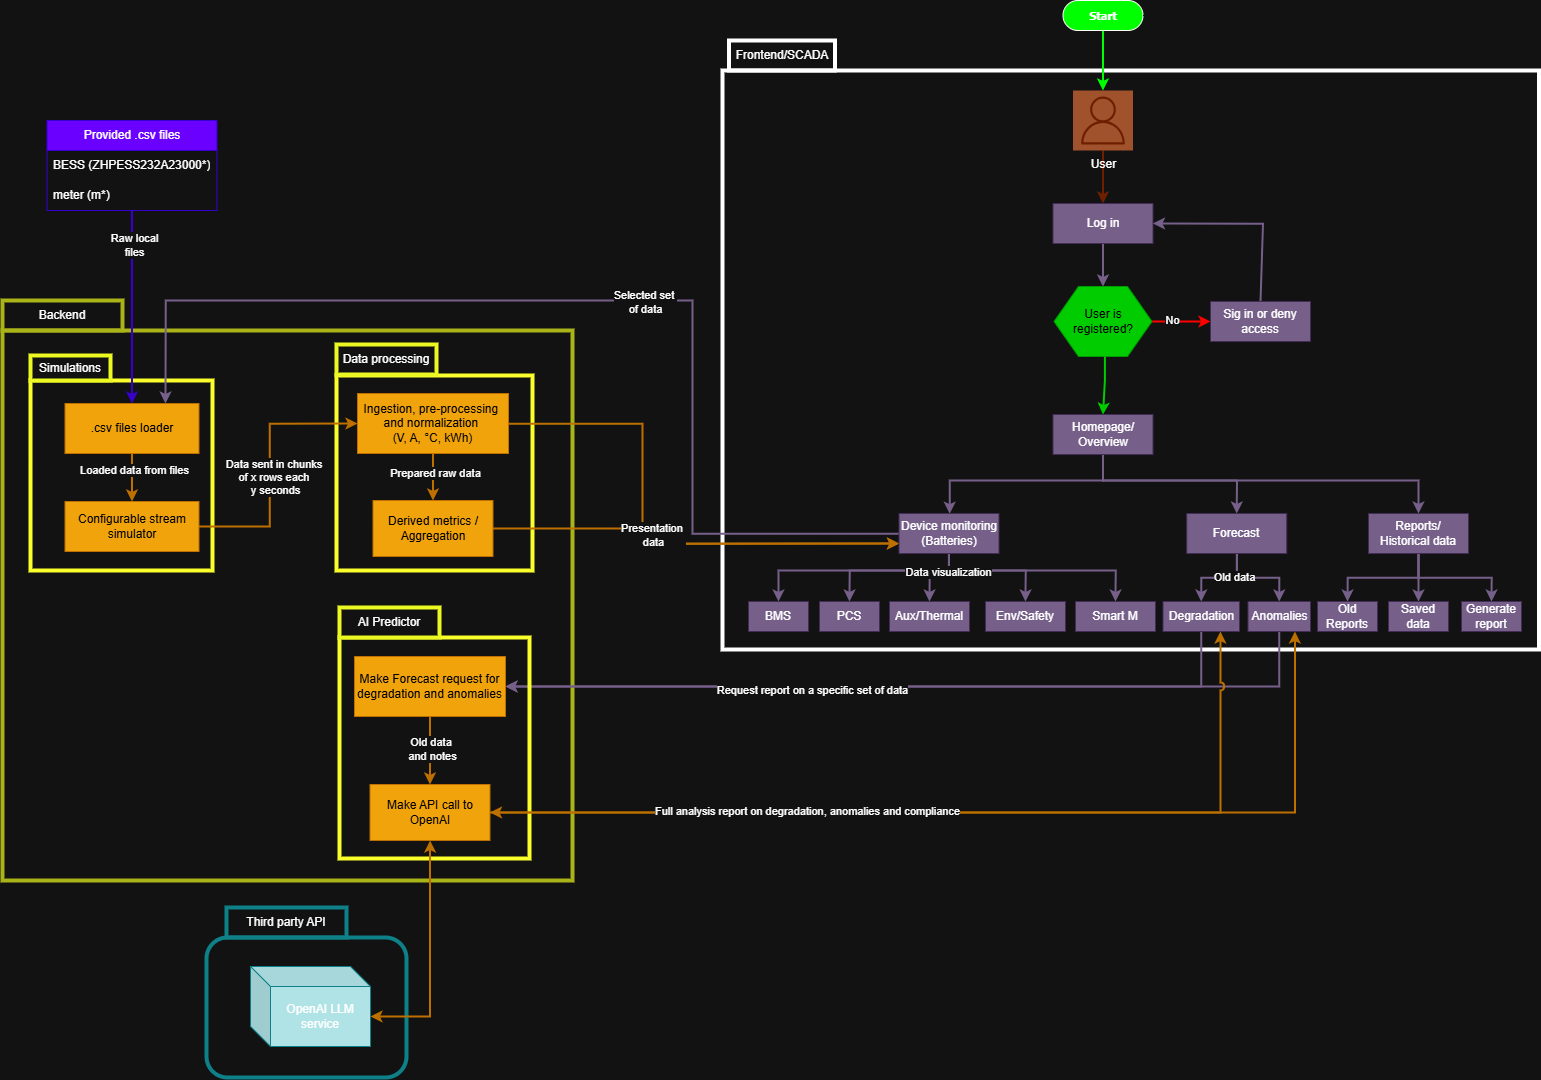 Start
Frontend/SCADA
User
Log in
User is
registered?
No
Sig in or deny
access
Homepage/
Overview
Device monitoring
(Batteries)
Forecast
Reports/
Historical data
Data visualization
Old data
BMS
PCS
Aux/Thermal
Env/Safety
Smart M
Degradation
Anomalies
Old
Reports
Saved
data
Generate
report
Provided .csv files
BESS (ZHPESS232A23000*)
meter (m*)
Raw local
files
Selected set
of data
Backend
Simulations
.csv files loader
Loaded data from files
Configurable stream
simulator
Data sent in chunks
of x rows each
y seconds
Data processing
Ingestion, pre-processing
and normalization
(V, A, °C, kWh)
Prepared raw data
Derived metrics /
Aggregation
Presentation
data
AI Predictor
Make Forecast request for
degradation and anomalies
Request report on a specific set of data
Old data
and notes
Make API call to
OpenAI
Full analysis report on degradation, anomalies and compliance
Third party API
OpenAI LLM
service